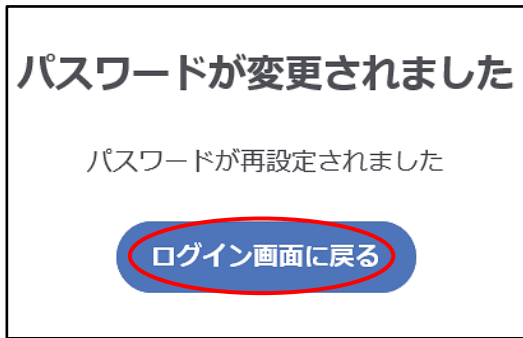 パスワードが変更されました
パスワードが再設定されました
ログイン画面に戻る